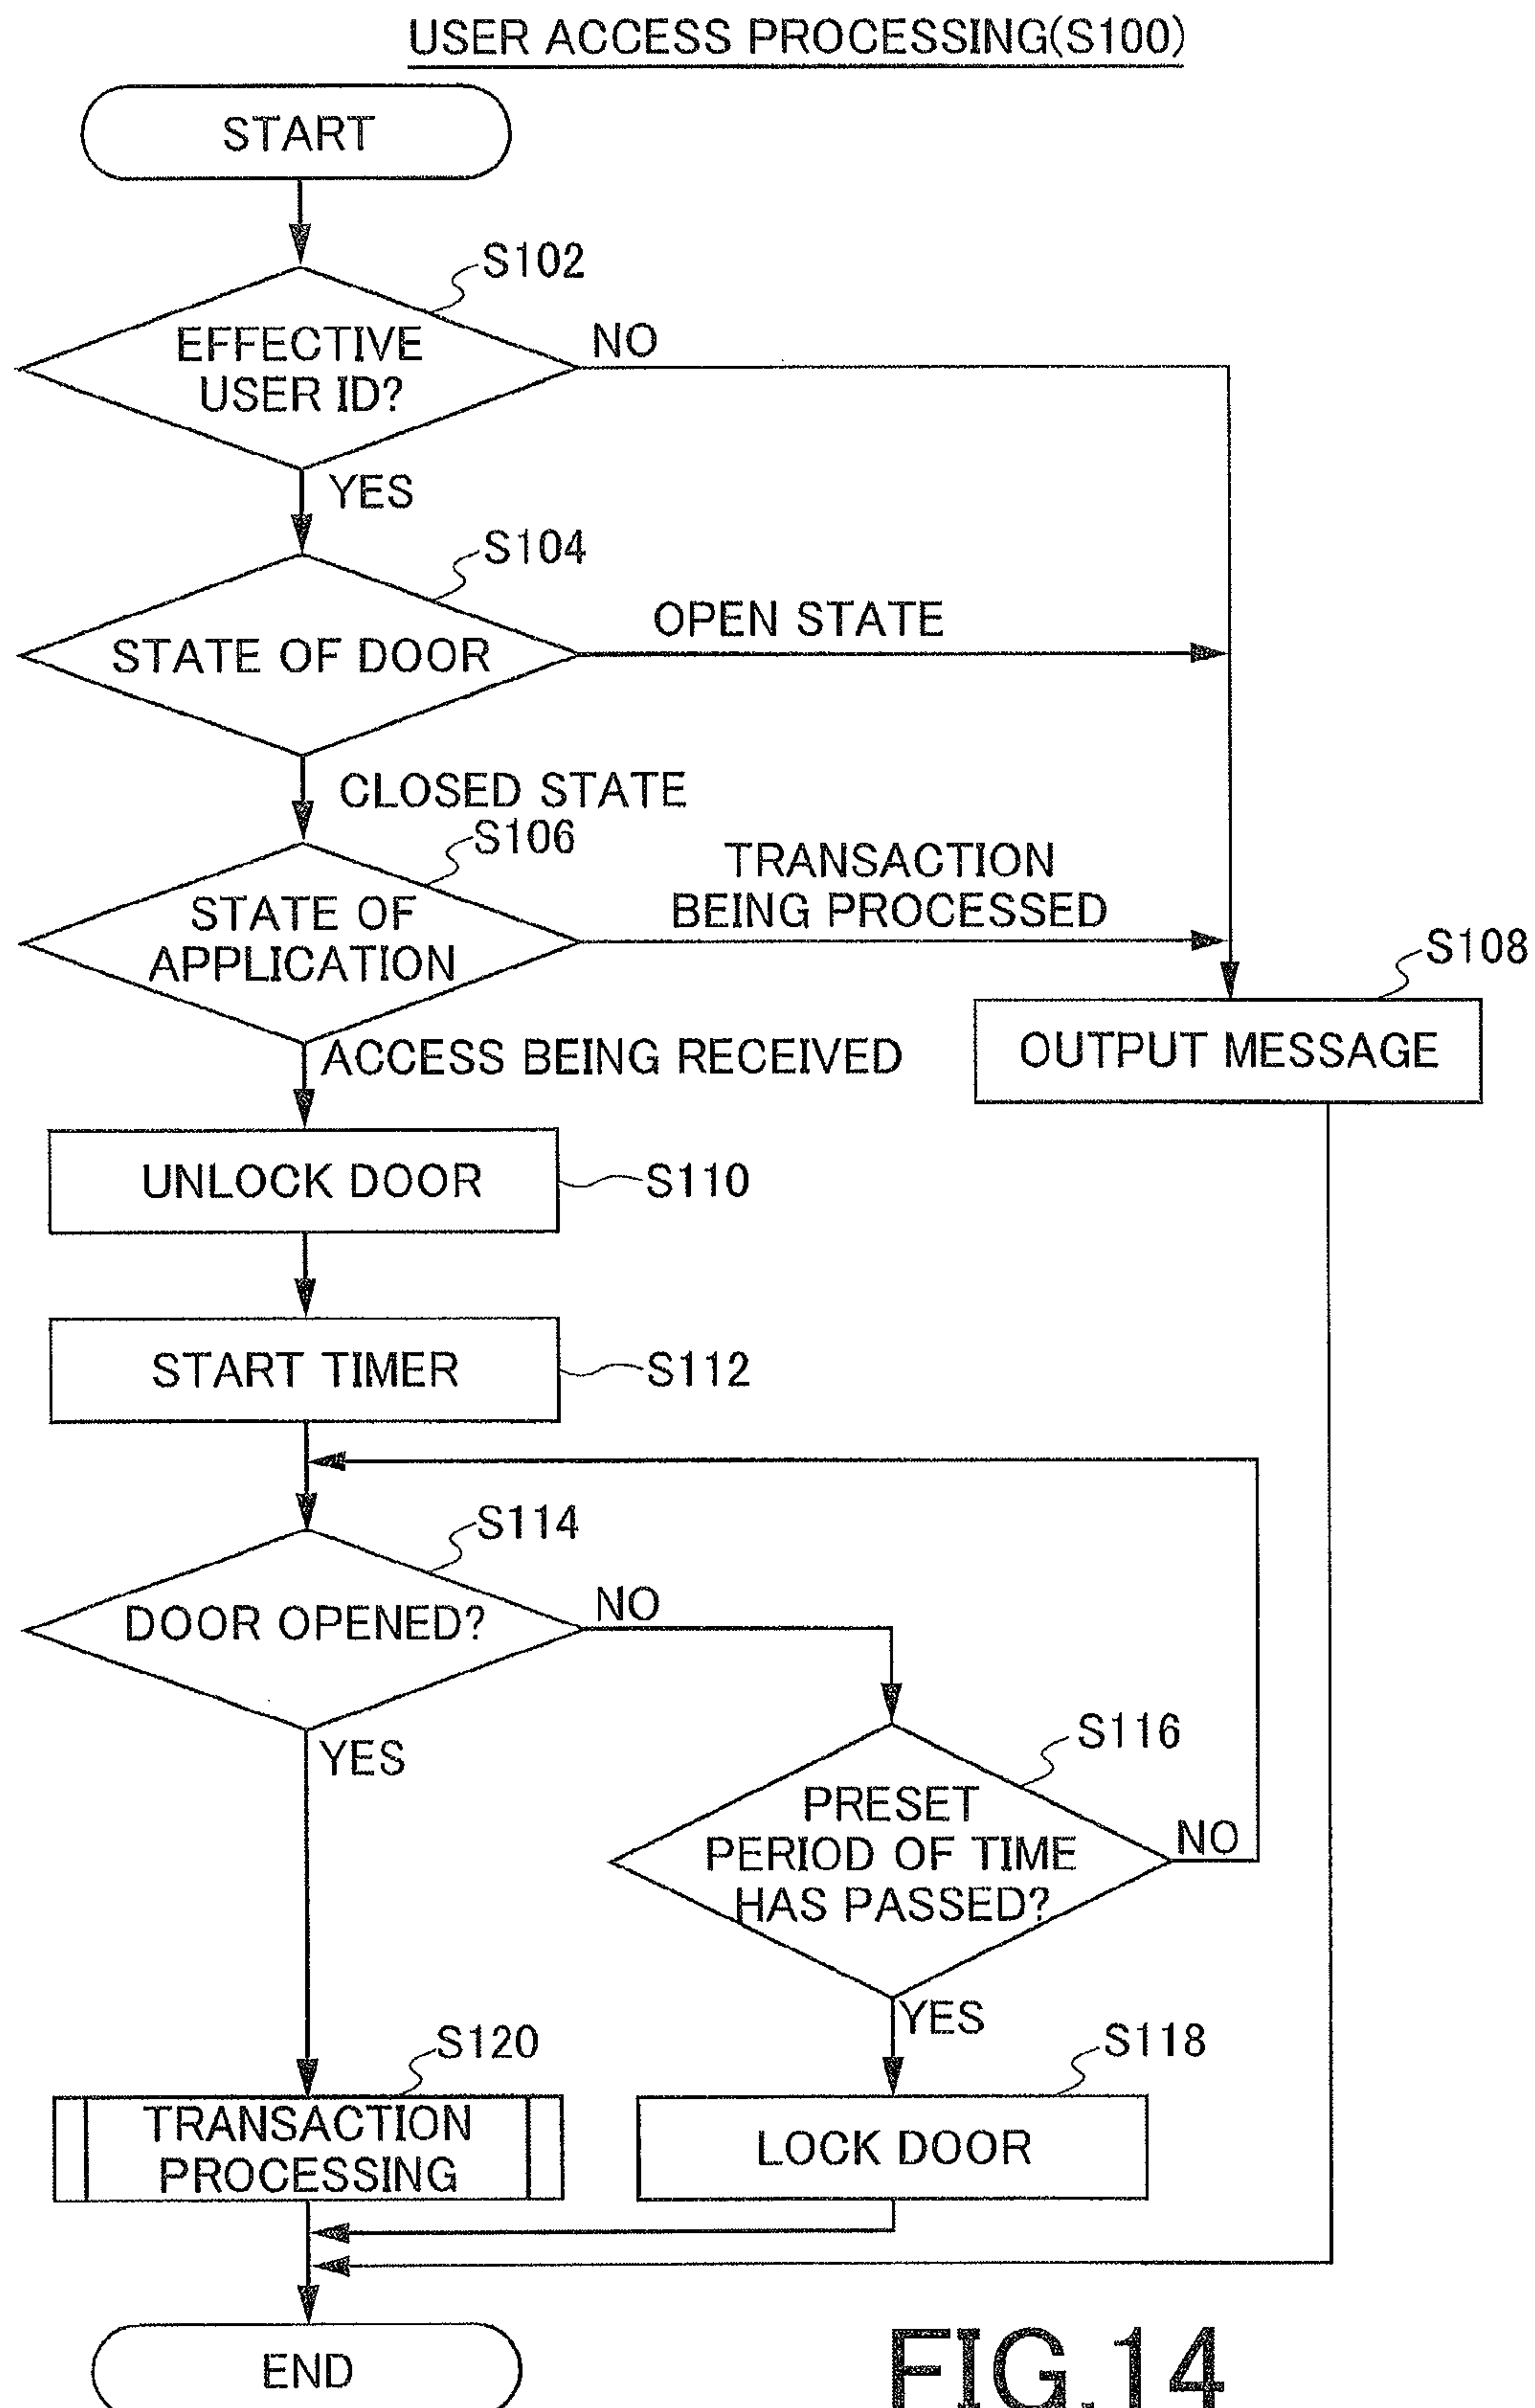 USER ACCESS PROCESSING(S100)
START
S102
EFFECTIVE
USER ID?
NO
YES
S104
STATE OF DOOR
OPEN STATE
CLOSED STATE
S106
STATE OF
APPLICATION
TRANSACTION
BEING PROCESSED
S108
OUTPUT MESSAGE
ACCESS BEING RECEIVED
UNLOCK DOOR
S110
START TIMER
S112
S114
DOOR OPENED?
NO
YES
S116
PRESET
PERIOD OF TIME
HAS PASSED?
NO
YES
S120
TRANSACTION
PROCESSING
S118
LOCK DOOR
END
FIG.14